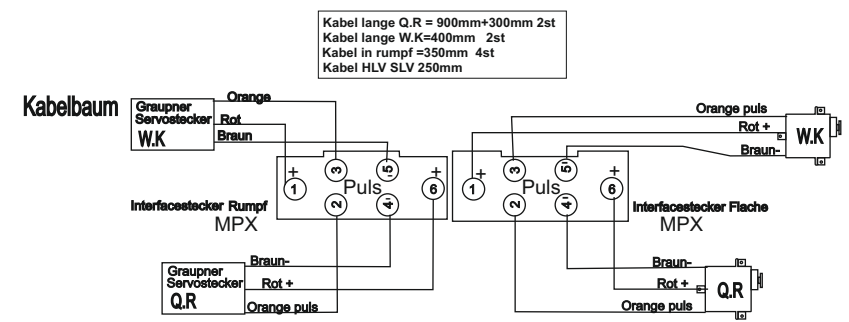 Kabel lange Q.R = 900mm+300mm 2st
Kabel lange W.K=400mm 2st
Kabel in rumpf =350mm 4st
Kabel HLV SLV 250mm
Kabelbaum
Graupner
Servostecker
W.K
Orange
Rot
Braun
Orange puls
Rot +
Braun-
W.K
+
1
3
5-
2
4-
+
6
Puls
+
1
3
5-
2
4-
+
6
Puls
Interfacestecker Rumpf
MPX
Interfacestecker Flache
MPX
Graupner
Servostecker
Q.R
Braun-
Rot +
Orange puls
Braun-
Rot +
Orange puls
Q.R